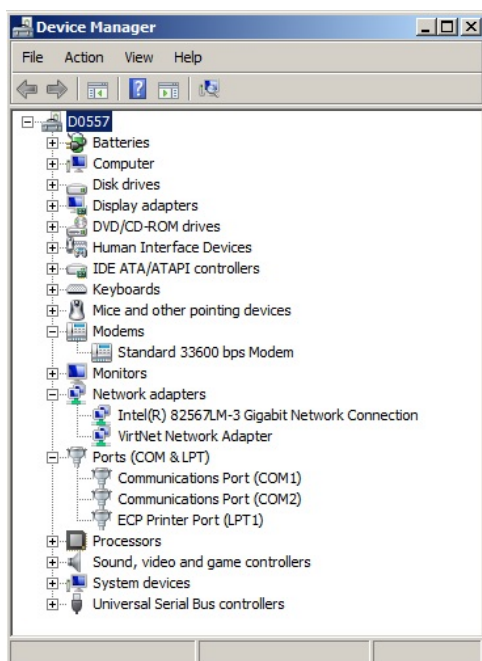 Device Manager
File Action View Help
D0557
Batteries
Computer
Disk drives
Display adapters
DVD/CD-ROM drives
Human Interface Devices
IDE ATA/ATAPI controllers
Keyboards
Mice and other pointing devices
Modems
Standard 33600 bps Modem
Monitors
Network adapters
Intel(R) 82567LM-3 Gigabit Network Connection
VirtNet Network Adapter
Ports (COM & LPT)
Communications Port (COM1)
Communications Port (COM2)
ECP Printer Port (LPT1)
Processors
Sound, video and game controllers
System devices
Universal Serial Bus controllers